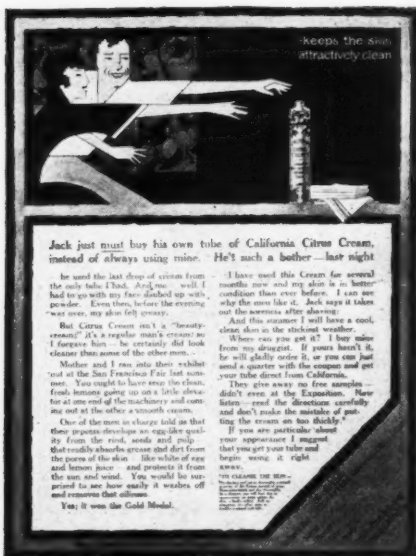 keeps the skin
attractively clean
Jack just must buy his own tube of California Citrus Cream,
instead of always using mine. He's such a bother—last night
he used the last drop of cream from
the only tube I had. And, me — well I
had to go with my face daubed up with
powder. Even then, before the evening
was over, my skin felt greasy.
But Citrus Cream isn't a "beauty-
cream;" it's a regular man's cream; so
I forgave him — he certainly did look
cleaner than some of the other men.
Mother and I ran into their exhibit
out at the San Francisco Fair last sum-
mer. You ought to have seen the clean,
fresh lemons going up on a little eleva-
tor at one end of the machinery and com-
ing out at the other a smooth cream.
One of the men in charge told us that
these process develops an egg-like qual-
ity from the rind, seeds and pulp
that readily absorbs grease and dirt from
the pores of the skin — like white of egg
and lemon juice — and protects it from
the sun and wind. You would be sur-
prised to see how easily it washes off
and removes that oiliness.
Yes; it won the Gold Medal.
I have used this Cream for several
months now and my skin is in better
condition than ever before. I can see
why the men like it. Jack says it takes
out the soreness after shaving.
And this summer I will have a cool,
clean skin in the stickiest weather.
Where can you get it? I buy mine
from my druggist. If yours hasn't it,
he will gladly order it, or you can just
send a quarter with the coupon and get
your tube direct from California.
They give away no free samples —
didn't even at the Exposition. Now
listen — read the directions carefully
and don't make the mistake of put-
ting the cream on too thickly."
If you are particular about
your appearance I suggest
that you get your tube and
begin using it right
away.
TO CLEANSE THE SKIN